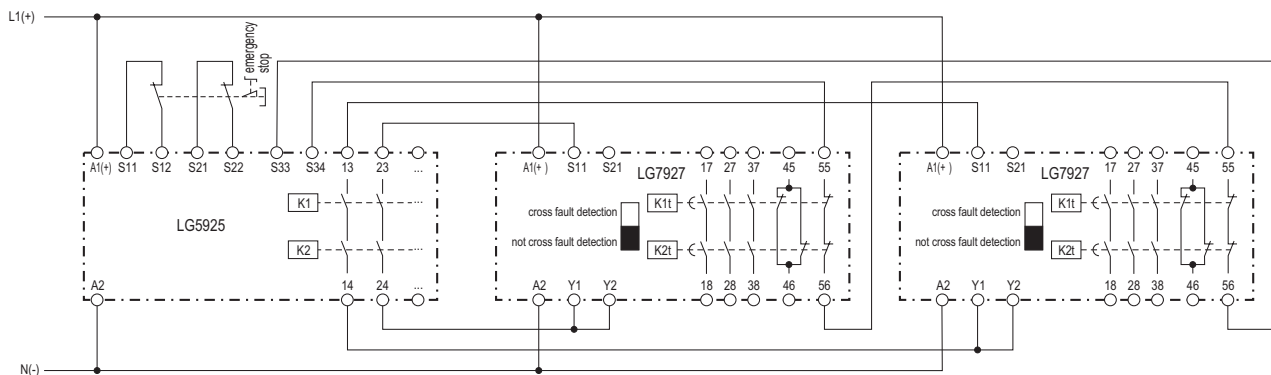 L1(+)
emergency
stop
A1(+) S11 S12 S21 S22 S33 S34 13 23 ...
A1(+ ) S11 S21 17 27 37 45 55
A1(+ ) S11 S21 17 27 37 45 55
LG7927
LG7927
K1 ...
cross fault detection K1t
cross fault detection K1t
LG5925
K2 ...
not cross fault detection K2t
not cross fault detection K2t
A2 14 24 ...
A2 Y1 Y2 18 28 38 46 56
A2 Y1 Y2 18 28 38 46 56
N(-)